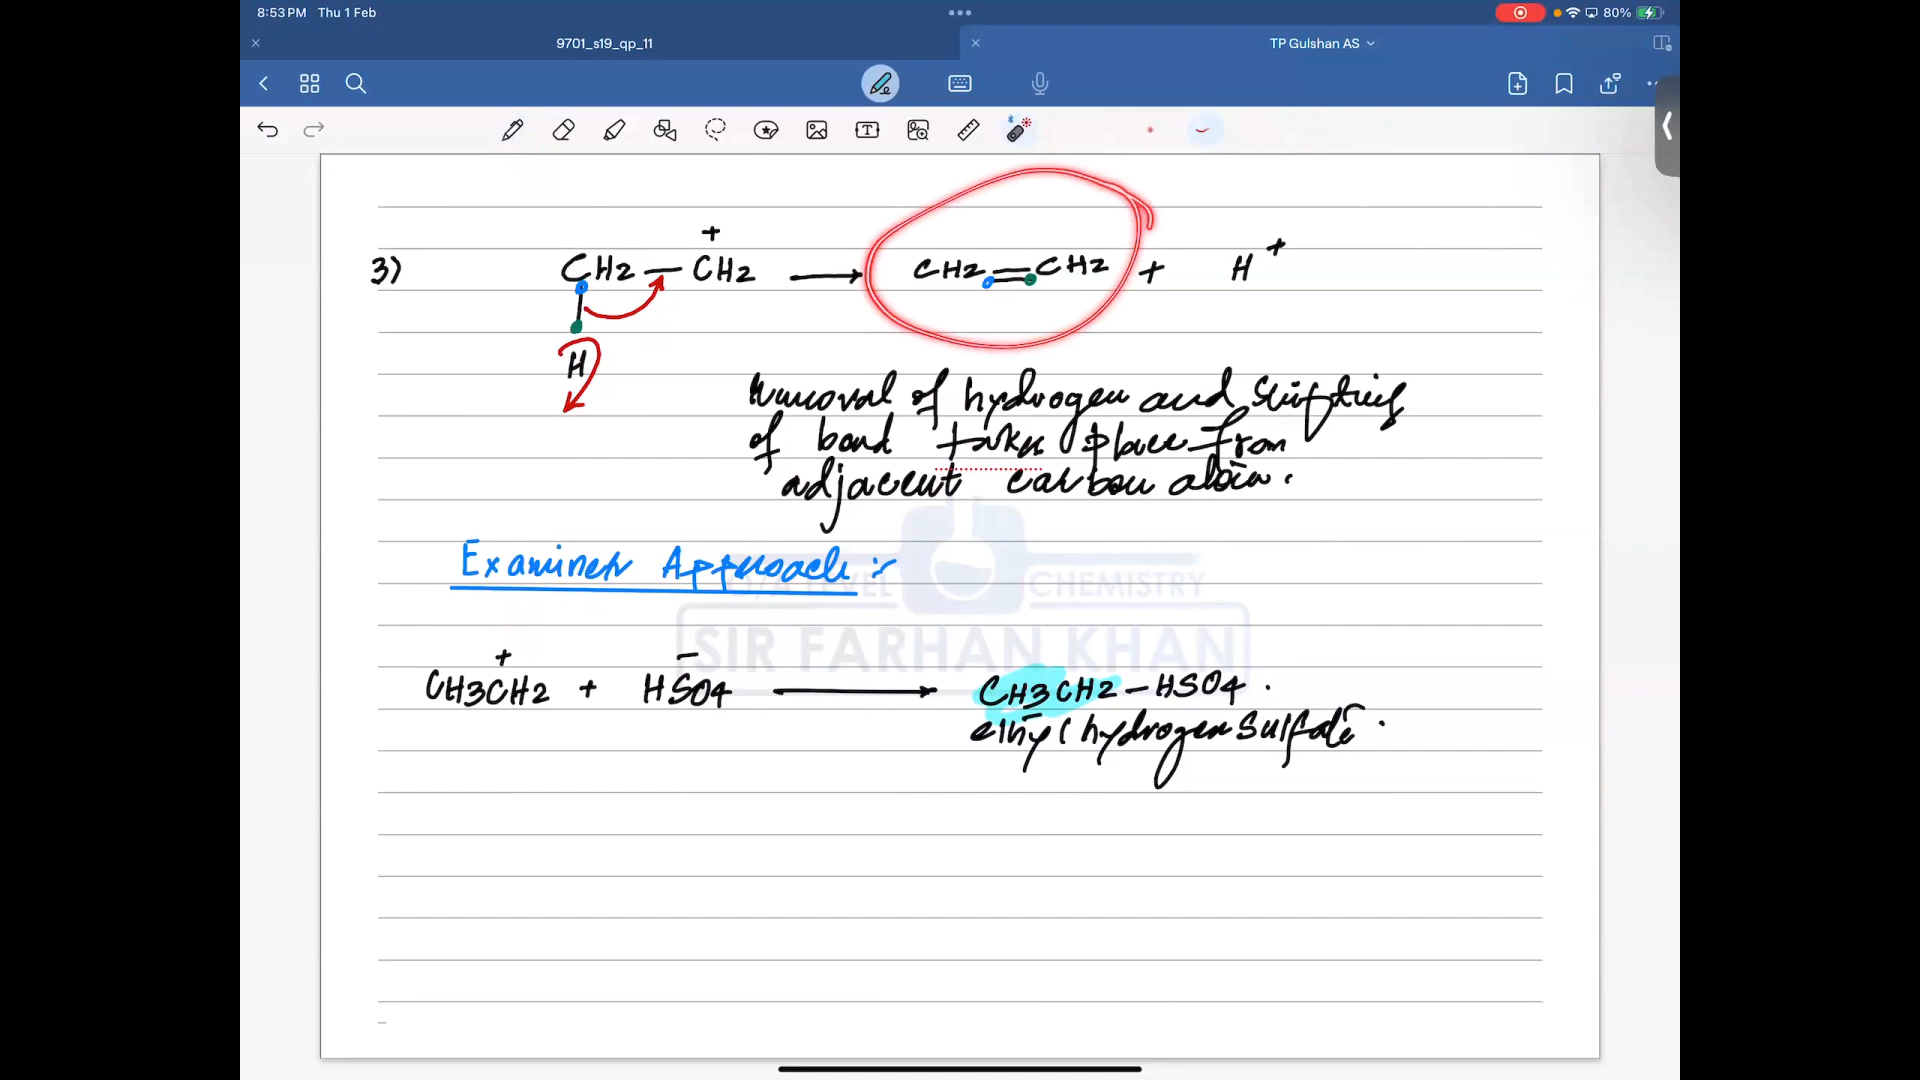 8:53 PM Thu 1 Feb
80%
9701_s19_qp_11
TP Gulshan AS
3) CH2 — CH2 + ⟶ CH2 = CH2 + H+
H
Removal of hydrogen and shifting
of bond takes place from
adjacent carbon atom.
Examiner Approach :-
O/A LEVEL CHEMISTRY
SIR FARHAN KHAN
CH3CH2+ + HSO4− ⟶ CH3CH2 — HSO4 .
ethyl hydrogen sulfate .